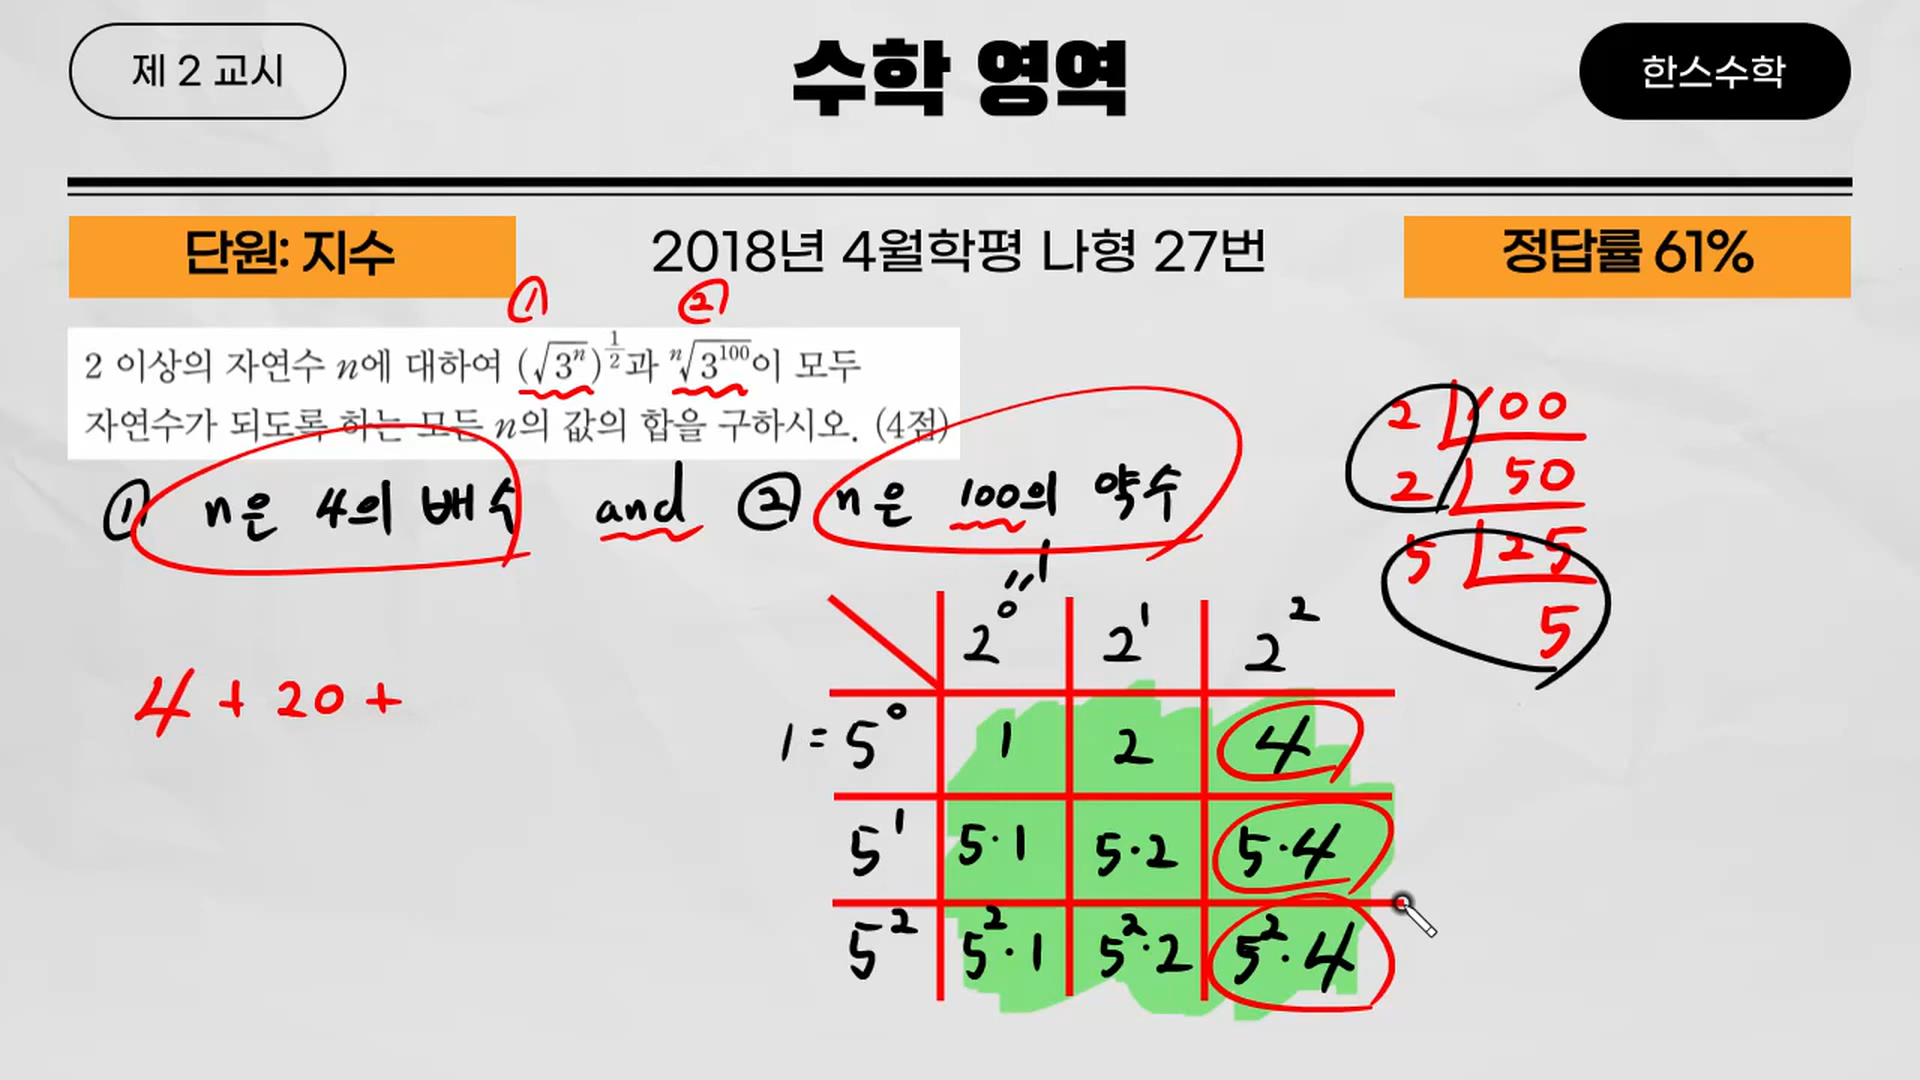 제 2 교시
수학 영역
한스수학
단원: 지수
2018년 4월학평 나형 27번
정답률 61%
① ②
2 이상의 자연수 n에 대하여 (√3ⁿ)^½과 ⁿ√3¹⁰⁰이 모두
자연수가 되도록 하는 모든 n의 값의 합을 구하시오. (4점)
① n은 4의 배수 and ② n은 100의 약수
2 100
2 50
5 25
5
1
2⁰ 2¹ 2²
1=5⁰ 1 2 4
5¹ 5·1 5·2 5·4
5² 5²·1 5²·2 5²·4
4 + 20 +